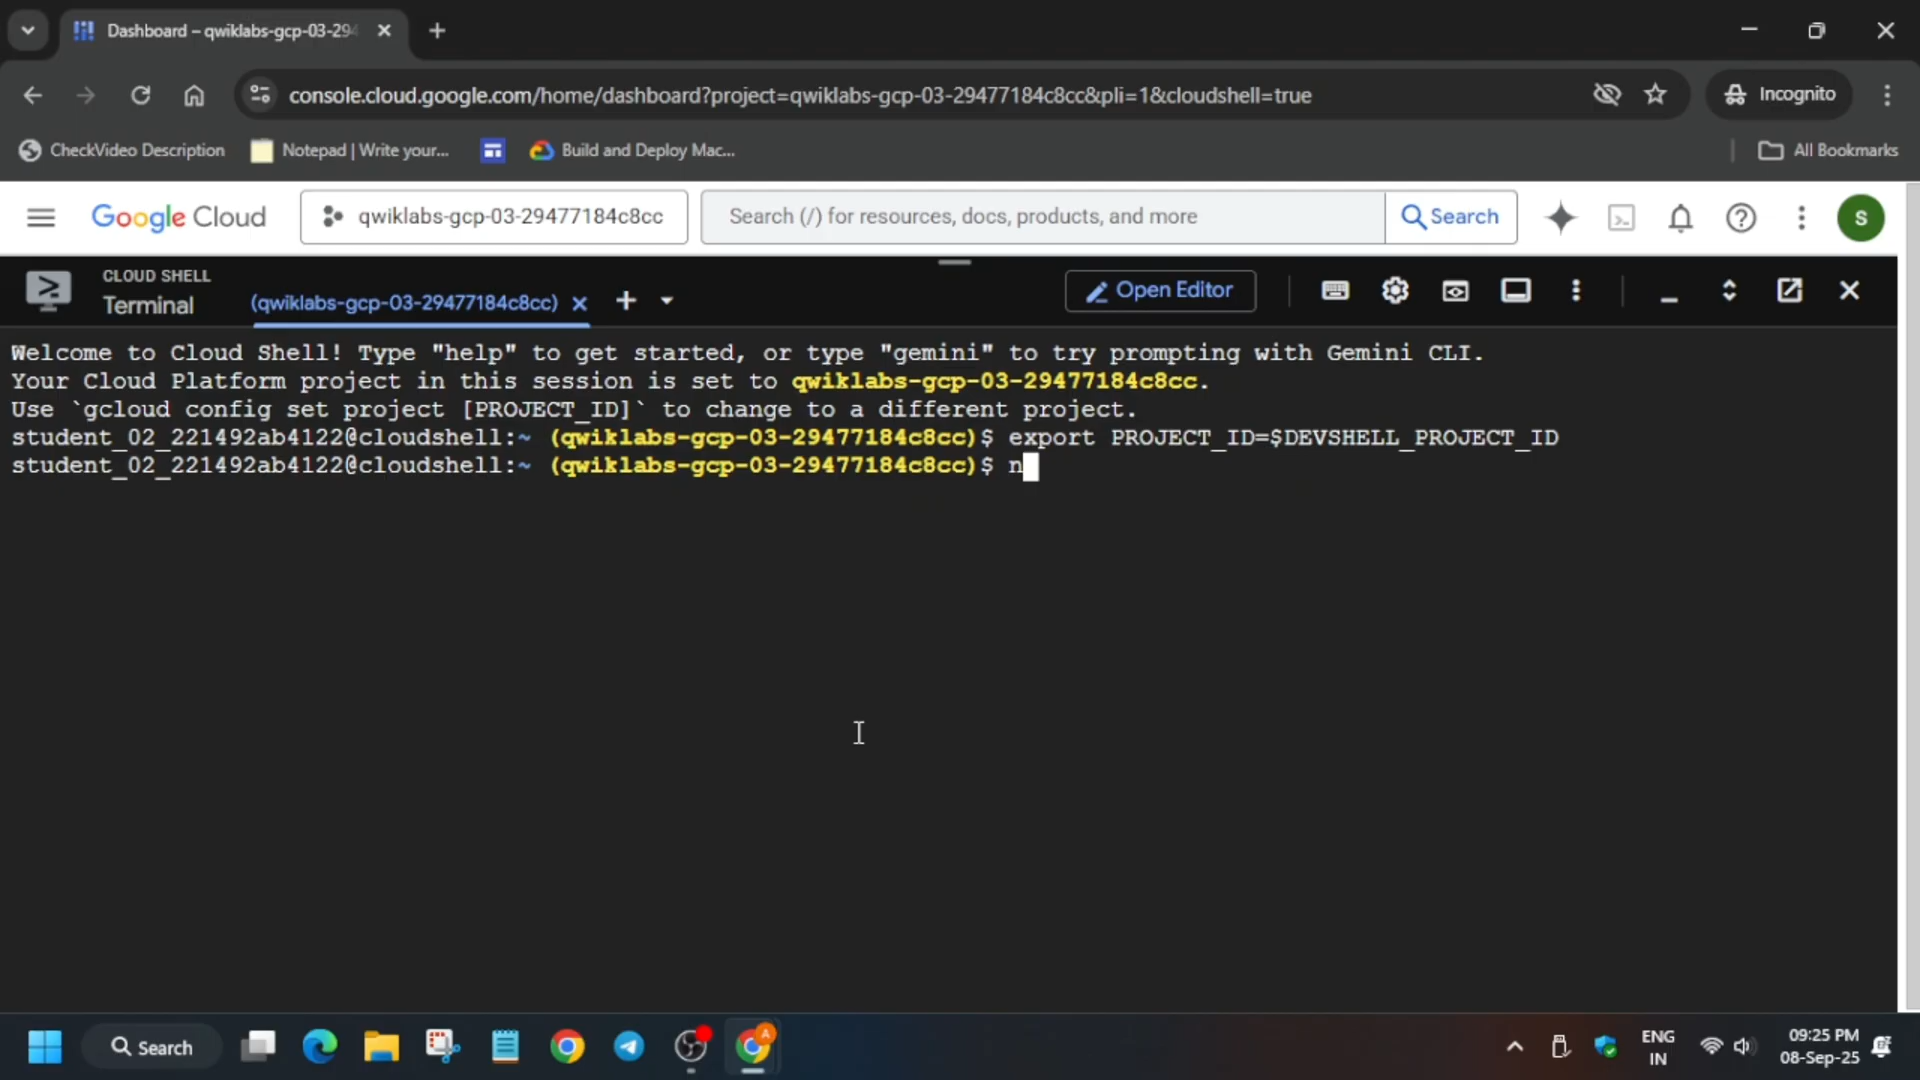 Dashboard – qwiklabs-gcp-03-294
console.cloud.google.com/home/dashboard?project=qwiklabs-gcp-03-29477184c8cc&pli=1&cloudshell=true
Incognito
CheckVideo Description
Notepad | Write your...
Build and Deploy Mac...
All Bookmarks
Google Cloud
qwiklabs-gcp-03-29477184c8cc
Search (/) for resources, docs, products, and more
Search
S
CLOUD SHELL
Terminal
(qwiklabs-gcp-03-29477184c8cc)
Open Editor
Welcome to Cloud Shell! Type "help" to get started, or type "gemini" to try prompting with Gemini CLI.
Your Cloud Platform project in this session is set to qwiklabs-gcp-03-29477184c8cc.
Use `gcloud config set project [PROJECT_ID]` to change to a different project.
student_02_221492ab4122@cloudshell:~ (qwiklabs-gcp-03-29477184c8cc)$ export PROJECT_ID=$DEVSHELL_PROJECT_ID
student_02_221492ab4122@cloudshell:~ (qwiklabs-gcp-03-29477184c8cc)$ n
Search
A
ENG
IN
09:25 PM
08-Sep-25